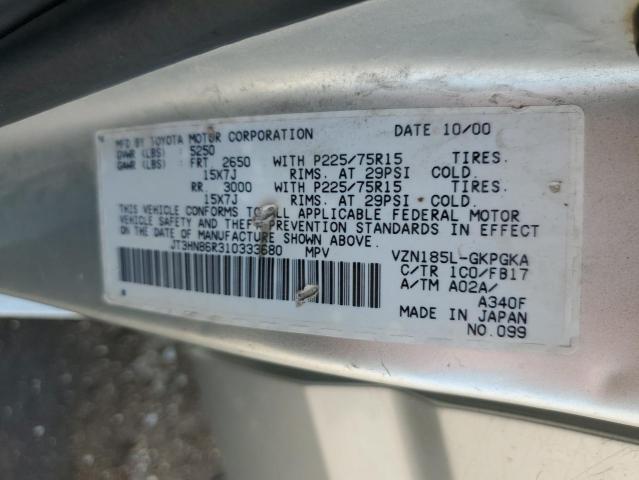 MFD BY TOYOTA MOTOR CORPORATION DATE 10/00
GVWR (LBS) 5250
GAWR (LBS) FRT 2650 WITH P225/75R15 TIRES.
15X7J RIMS. AT 29PSI COLD.
RR. 3000 WITH P225/75R15 TIRES.
15X7J RIMS. AT 29PSI COLD.
THIS VEHICLE CONFORMS TO ALL APPLICABLE FEDERAL MOTOR
VEHICLE SAFETY AND THEFT PREVENTION STANDARDS IN EFFECT
ON THE DATE OF MANUFACTURE SHOWN ABOVE.
JT3HN86R310333680 MPV VZN185L-GKPGKA
C/TR 1C0/FB17
A/TM A02A/
A340F
MADE IN JAPAN
NO.099